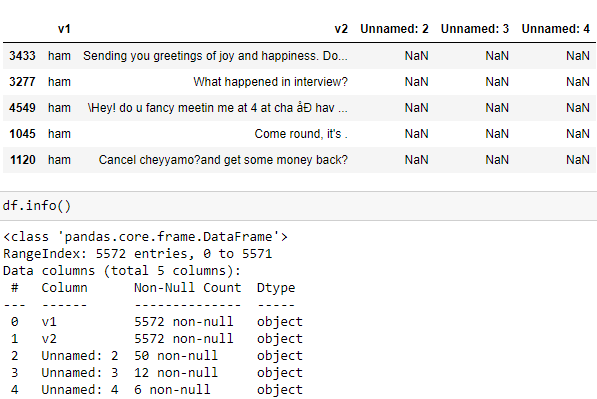 v1 v2 Unnamed: 2 Unnamed: 3 Unnamed: 4
3433 ham Sending you greetings of joy and happiness. Do... NaN NaN NaN
3277 ham What happened in interview? NaN NaN NaN
4549 ham \Hey! do u fancy meetin me at 4 at cha åÐ hav ... NaN NaN NaN
1045 ham Come round, it's . NaN NaN NaN
1120 ham Cancel cheyyamo?and get some money back? NaN NaN NaN
df.info()
<class 'pandas.core.frame.DataFrame'>
RangeIndex: 5572 entries, 0 to 5571
Data columns (total 5 columns):
 #   Column      Non-Null Count  Dtype
---  ------      --------------  -----
 0   v1          5572 non-null   object
 1   v2          5572 non-null   object
 2   Unnamed: 2  50 non-null     object
 3   Unnamed: 3  12 non-null     object
 4   Unnamed: 4  6 non-null      object